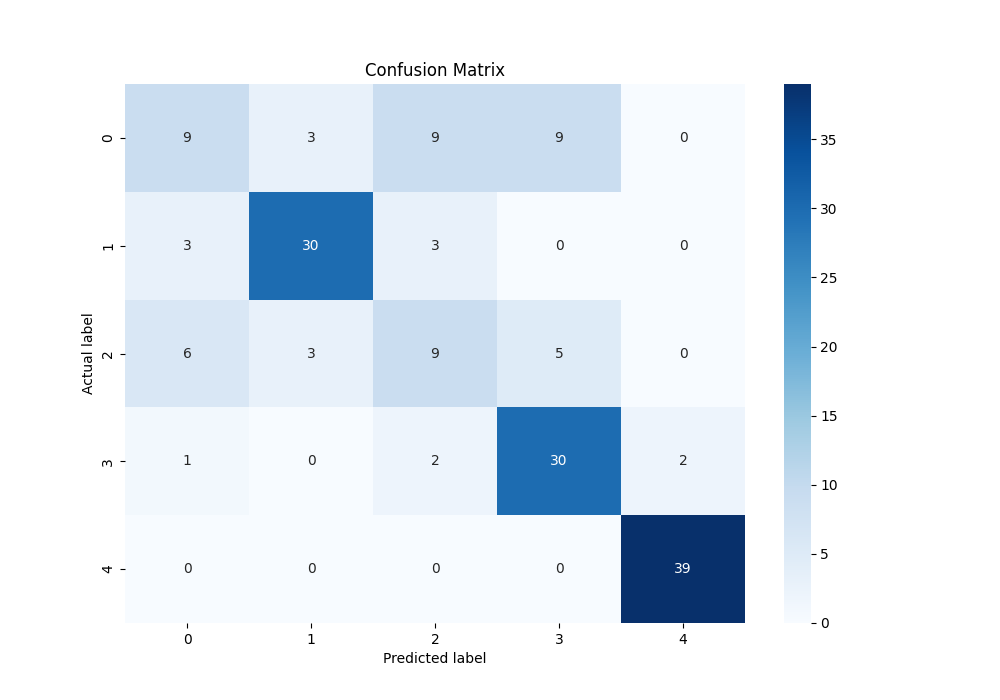 Confusion Matrix
0 9 3 9 9 0
1 3 30 3 0 0
2 6 3 9 5 0
3 1 0 2 30 2
4 0 0 0 0 39
0 1 2 3 4
Actual label
Predicted label
35
30
25
20
15
10
5
0